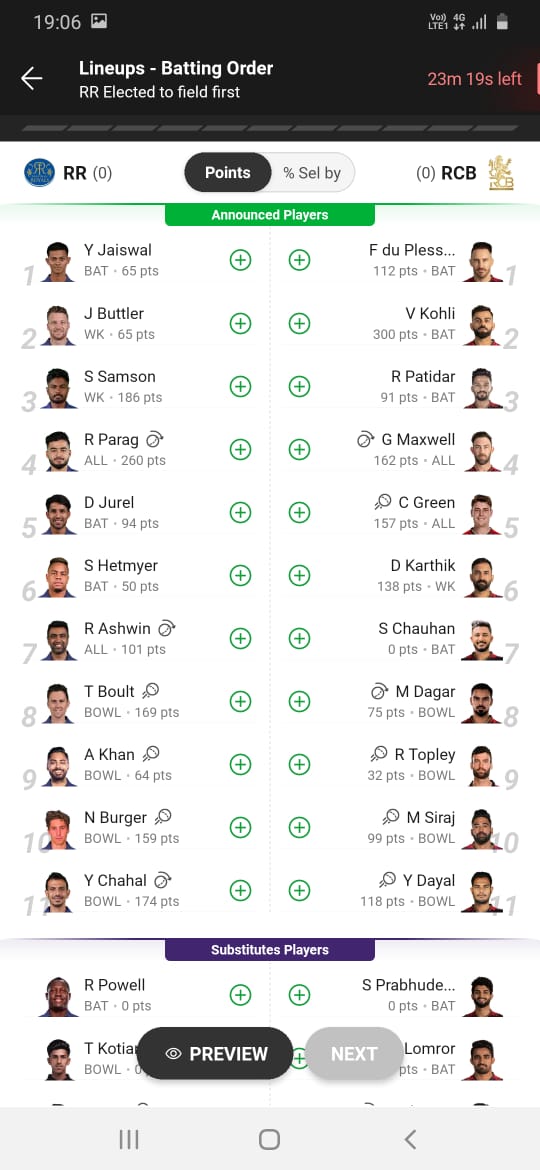 19:06
Vo)) 4G
LTE1
Lineups - Batting Order
RR Elected to field first
23m 19s left
RR (0)
Points
% Sel by
(0) RCB
Announced Players
1 Y Jaiswal
BAT • 65 pts
F du Pless... 1
112 pts • BAT
2 J Buttler
WK • 65 pts
V Kohli 2
300 pts • BAT
3 S Samson
WK • 186 pts
R Patidar 3
91 pts • BAT
4 R Parag
ALL • 260 pts
G Maxwell 4
162 pts • ALL
5 D Jurel
BAT • 94 pts
C Green 5
157 pts • ALL
6 S Hetmyer
BAT • 50 pts
D Karthik 6
138 pts • WK
7 R Ashwin
ALL • 101 pts
S Chauhan 7
0 pts • BAT
8 T Boult
BOWL • 169 pts
M Dagar 8
75 pts • BOWL
9 A Khan
BOWL • 64 pts
R Topley 9
32 pts • BOWL
10 N Burger
BOWL • 159 pts
M Siraj 10
99 pts • BOWL
11 Y Chahal
BOWL • 174 pts
Y Dayal 11
118 pts • BOWL
Substitutes Players
R Powell
BAT • 0 pts
S Prabhude...
0 pts • BAT
T Kotiar
BOWL • 0
Lomror
pts • BAT
PREVIEW
NEXT